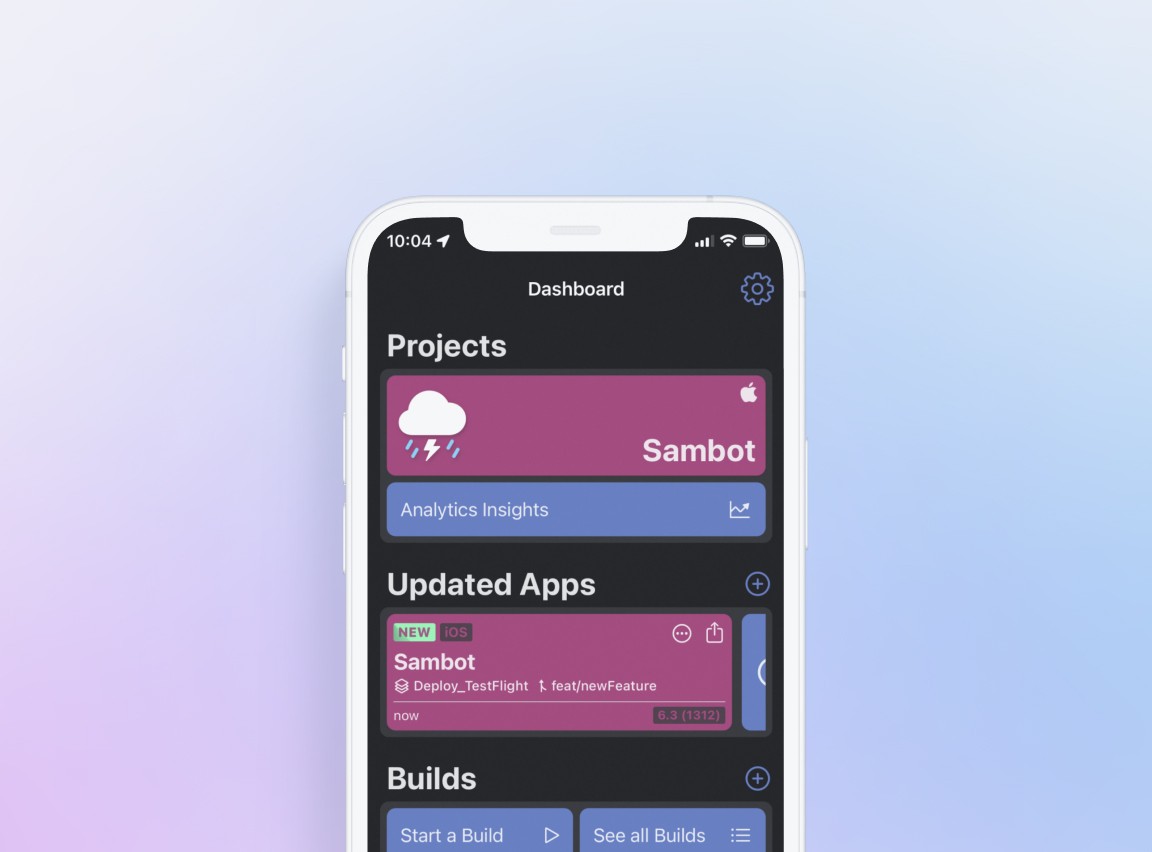 10:04
Dashboard
Projects
Sambot
Analytics Insights
Updated Apps
NEW iOS
Sambot
Deploy_TestFlight feat/newFeature
now 6.3 (1312)
Builds
Start a Build See all Builds